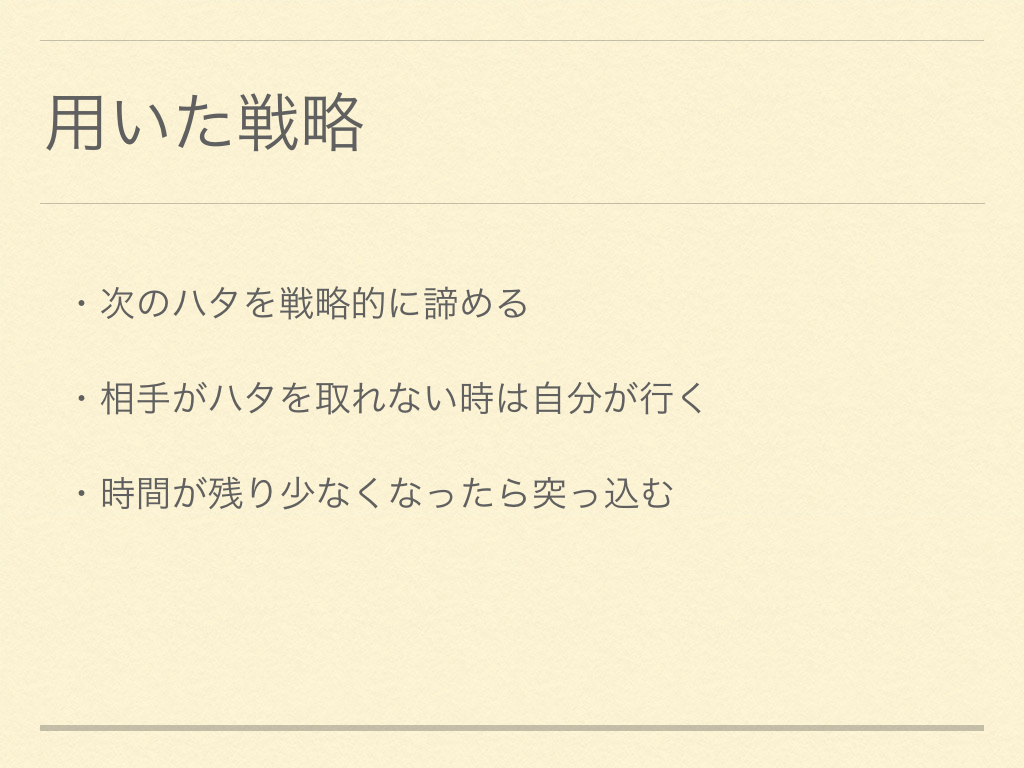 用いた戦略
・次のハタを戦略的に諦める
・相手がハタを取れない時は自分が行く
・時間が残り少なくなったら突っ込む